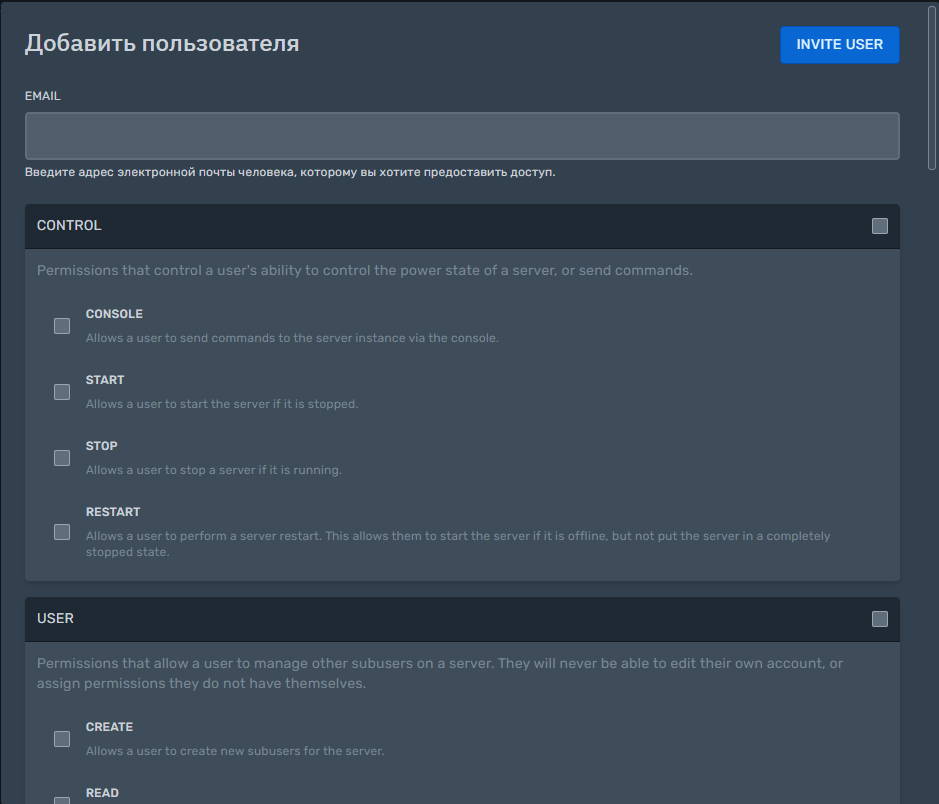 Добавить пользователя
INVITE USER
EMAIL
Введите адрес электронной почты человека, которому вы хотите предоставить доступ.
CONTROL
Permissions that control a user's ability to control the power state of a server, or send commands.
CONSOLE
Allows a user to send commands to the server instance via the console.
START
Allows a user to start the server if it is stopped.
STOP
Allows a user to stop a server if it is running.
RESTART
Allows a user to perform a server restart. This allows them to start the server if it is offline, but not put the server in a completely
stopped state.
USER
Permissions that allow a user to manage other subusers on a server. They will never be able to edit their own account, or
assign permissions they do not have themselves.
CREATE
Allows a user to create new subusers for the server.
READ